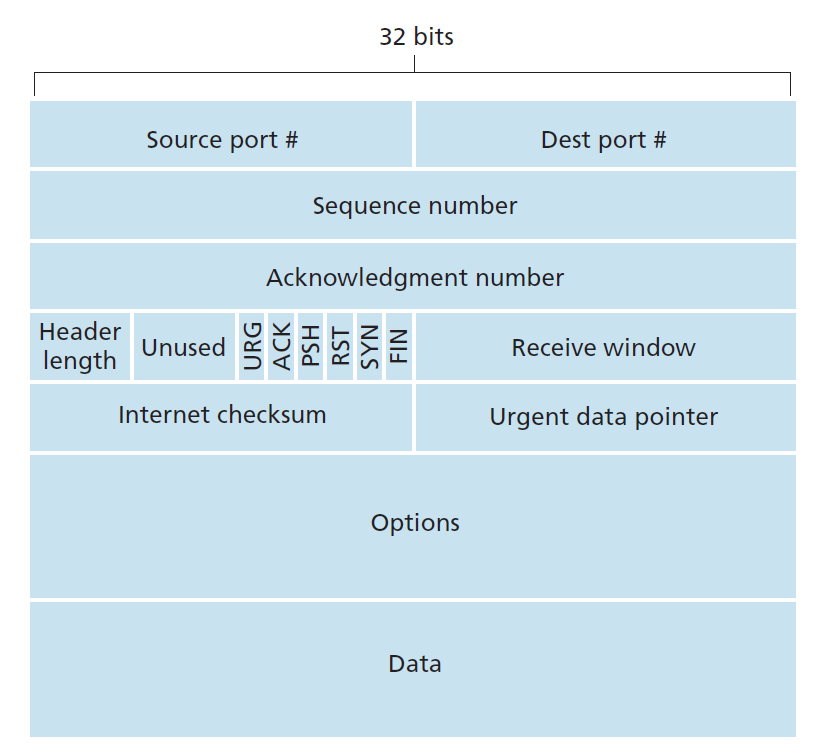 32 bits
Source port #
Dest port #
Sequence number
Acknowledgment number
Header
length
Unused
URG
ACK
PSH
RST
SYN
FIN
Receive window
Internet checksum
Urgent data pointer
Options
Data